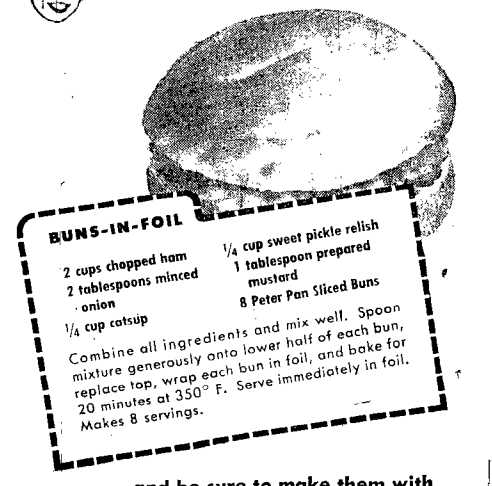 BUNS-IN-FOIL
2 cups chopped ham
2 tablespoons minced
onion
1/4 cup catsup
1/4 cup sweet pickle relish
1 tablespoon prepared
mustard
8 Peter Pan Sliced Buns
Combine all ingredients and mix well. Spoon
mixture generously onto lower half of each bun,
replace top, wrap each bun in foil, and bake for
20 minutes at 350° F. Serve immediately in foil.
Makes 8 servings.
and be sure to make them with